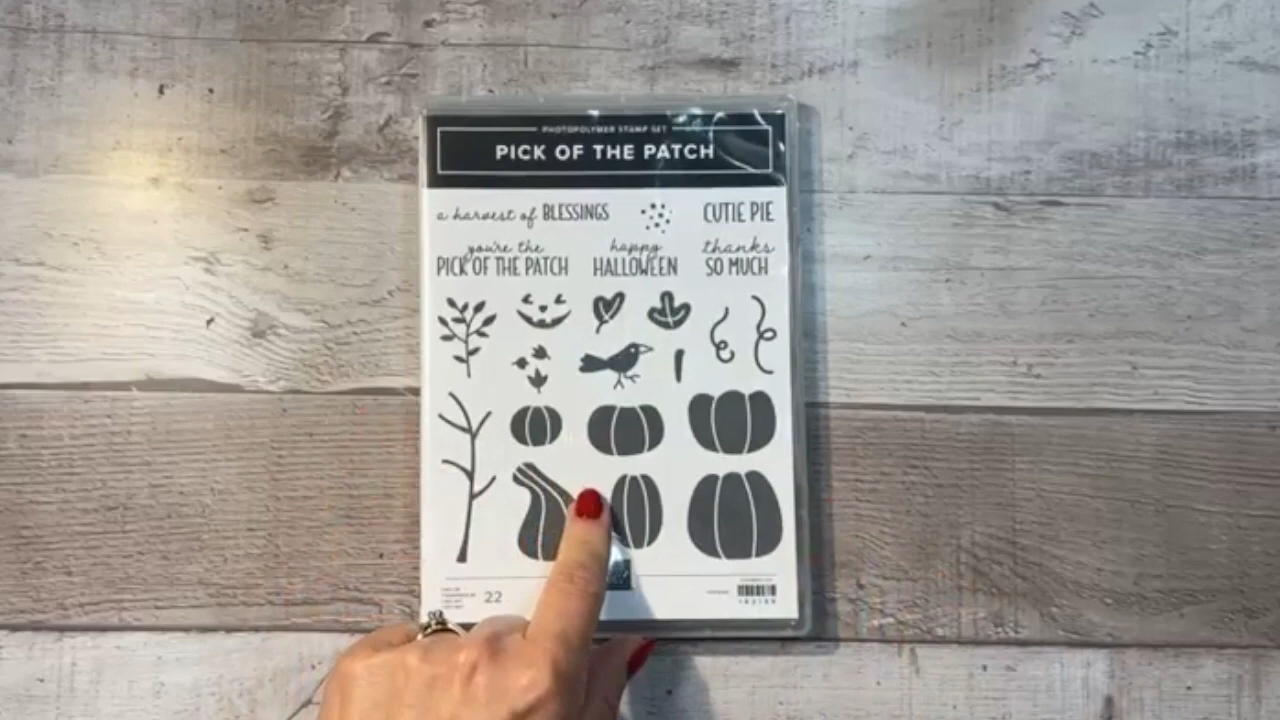 PHOTOPOLYMER STAMP SET
PICK OF THE PATCH
a harvest of BLESSINGS
CUTIE PIE
you're the
PICK OF THE PATCH
happy
HALLOWEEN
thanks
SO MUCH
22